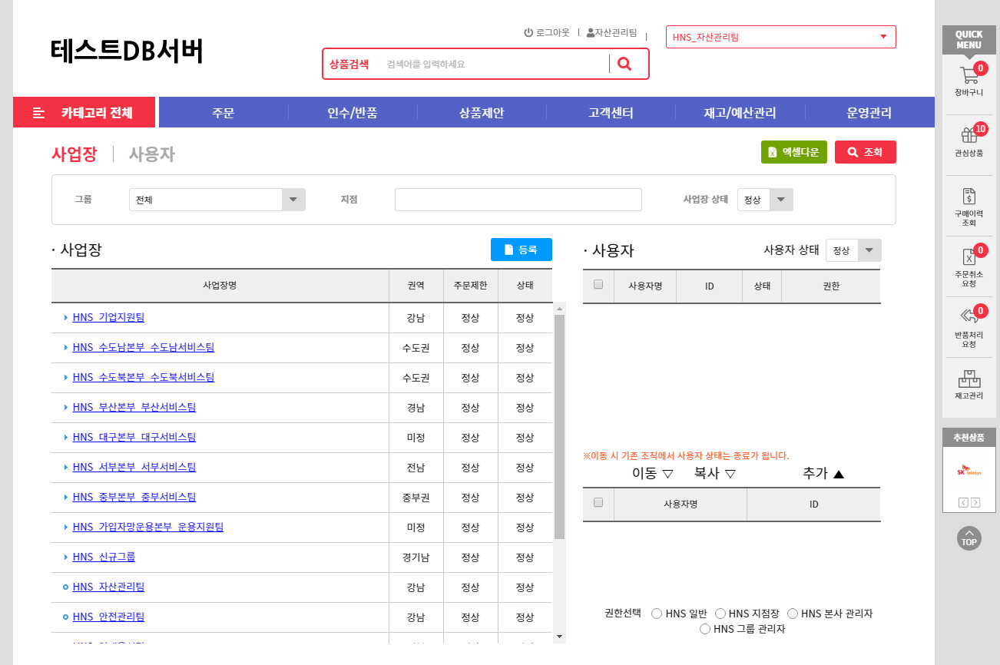 테스트DB서버
로그아웃
자산관리팀
HNS_자산관리팀
상품검색 검색어를 입력하세요
카테고리 전체 주문 인수/반품 상품제안 고객센터 재고/예산관리 운영관리
사업장 사용자
엑셀다운 조회
그룹 전체 지점 사업장 상태 정상
· 사업장 등록
사업장명 권역 주문제한 상태
HNS_기업지원팀 강남 정상 정상
HNS_수도남본부_수도남서비스팀 수도권 정상 정상
HNS_수도북본부_수도북서비스팀 수도권 정상 정상
HNS_부산본부_부산서비스팀 경남 정상 정상
HNS_대구본부_대구서비스팀 미정 정상 정상
HNS_서부본부_서부서비스팀 전남 정상 정상
HNS_중부본부_중부서비스팀 중부권 정상 정상
HNS_가입자망운용본부_운용지원팀 미정 정상 정상
HNS_신규그룹 경기남 정상 정상
HNS_자산관리팀 강남 정상 정상
HNS_안전관리팀 강남 정상 정상
· 사용자 사용자 상태 정상
사용자명 ID 상태 권한
※이동 시 기존 조직에서 사용자 상태는 종료가 됩니다.
이동 ▽ 복사 ▽ 추가 ▲
사용자명 ID
권한선택 HNS 일반 HNS 지점장 HNS 본사 관리자
HNS 그룹 관리자
QUICK
MENU
0
장바구니
10
관심상품
구매이력
조회
0
주문취소
요청
0
반품처리
요청
재고관리
추천상품
SK telesys
TOP